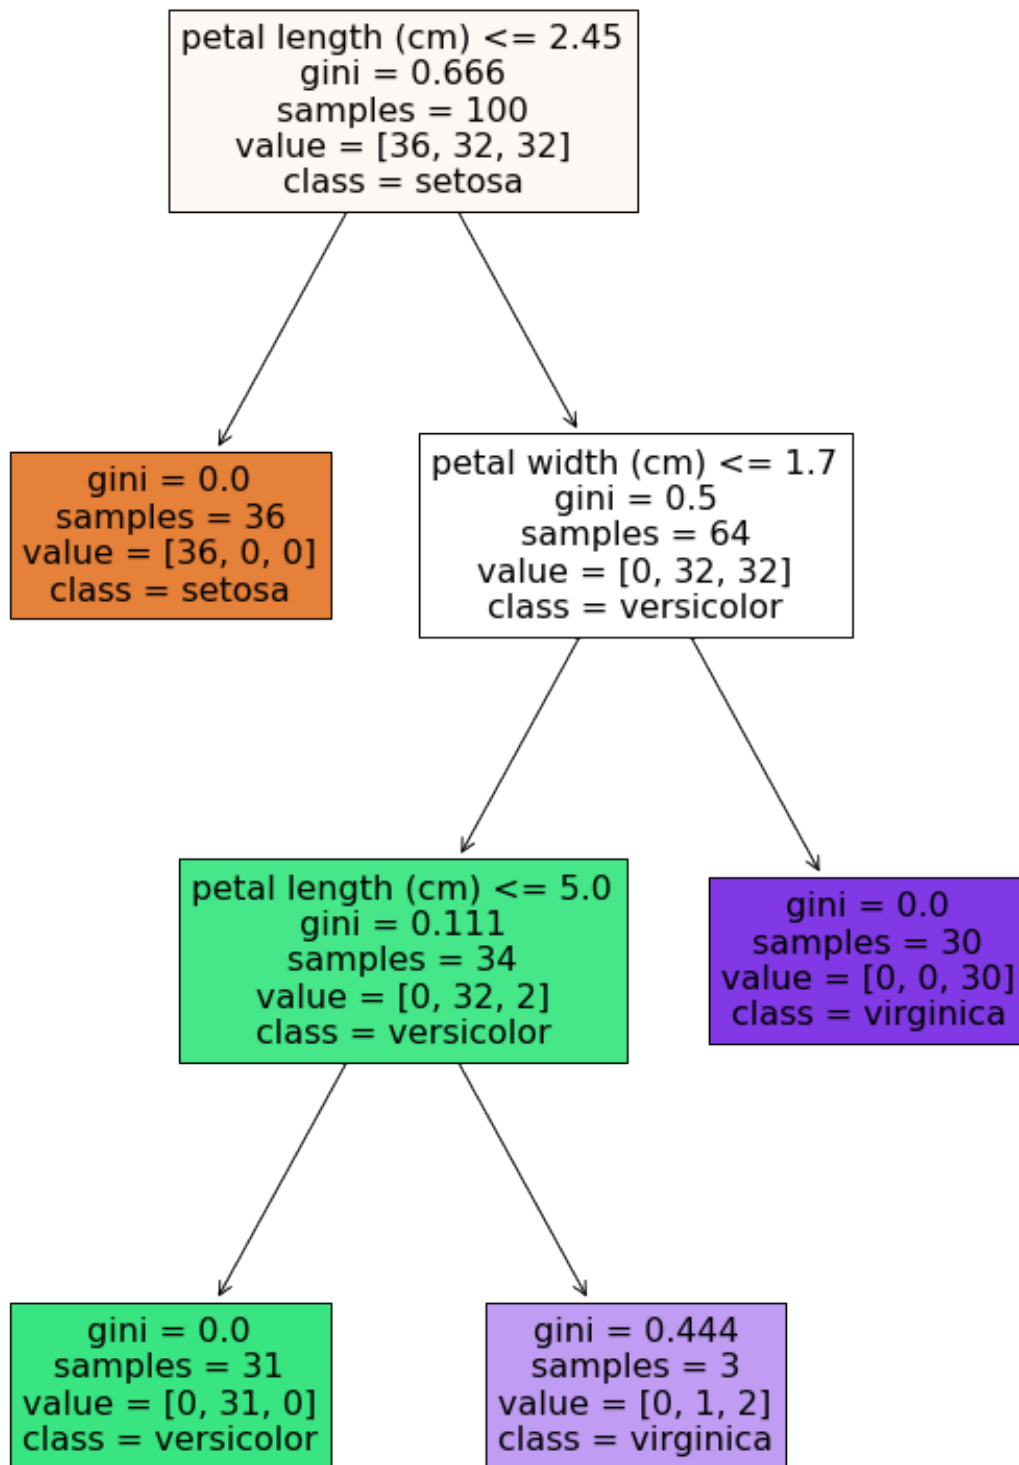 petal length (cm) <= 2.45
gini = 0.666
samples = 100
value = [36, 32, 32]
class = setosa
gini = 0.0
samples = 36
value = [36, 0, 0]
class = setosa
petal width (cm) <= 1.7
gini = 0.5
samples = 64
value = [0, 32, 32]
class = versicolor
petal length (cm) <= 5.0
gini = 0.111
samples = 34
value = [0, 32, 2]
class = versicolor
gini = 0.0
samples = 30
value = [0, 0, 30]
class = virginica
gini = 0.0
samples = 31
value = [0, 31, 0]
class = versicolor
gini = 0.444
samples = 3
value = [0, 1, 2]
class = virginica